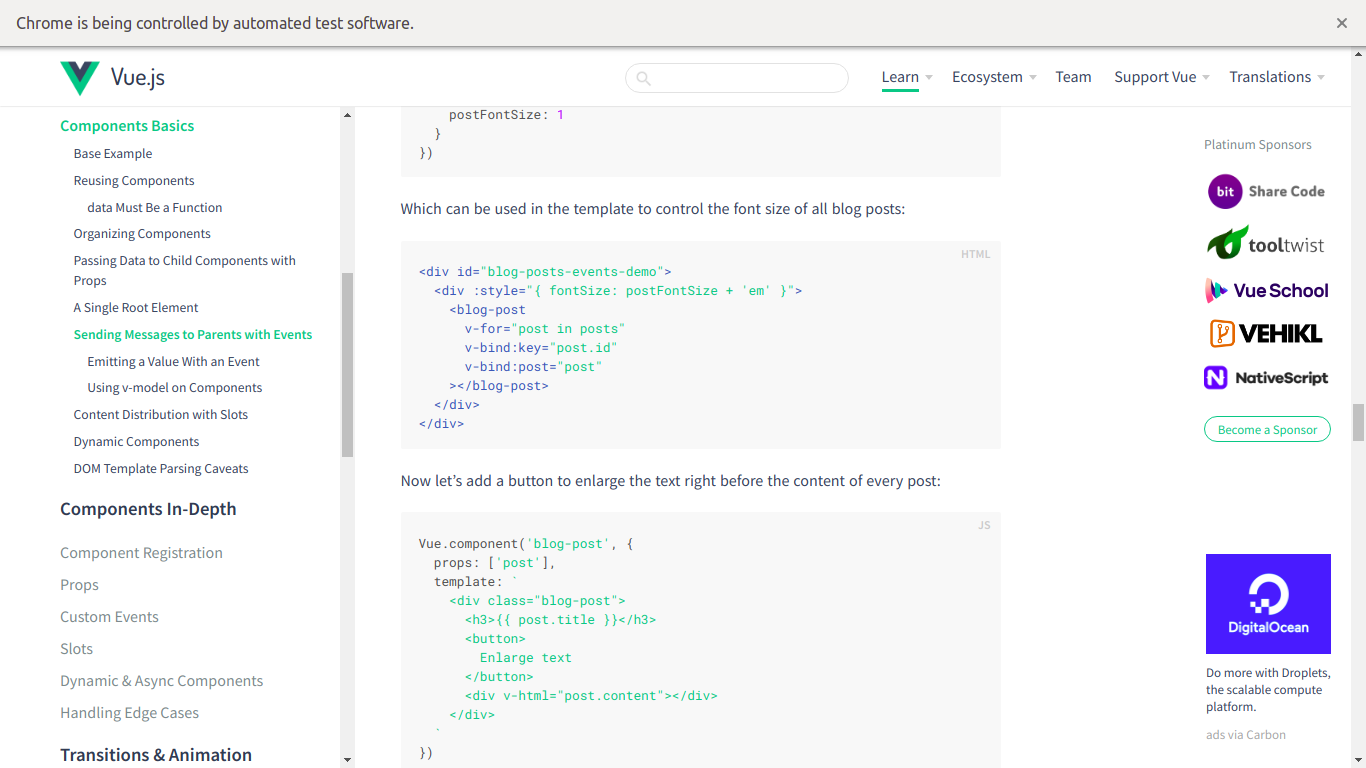 Chrome is being controlled by automated test software.
Vue.js
Learn
Ecosystem
Team
Support Vue
Translations
Components Basics
Base Example
Reusing Components
data Must Be a Function
Organizing Components
Passing Data to Child Components with
Props
A Single Root Element
Sending Messages to Parents with Events
Emitting a Value With an Event
Using v-model on Components
Content Distribution with Slots
Dynamic Components
DOM Template Parsing Caveats
Components In-Depth
Component Registration
Props
Custom Events
Slots
Dynamic & Async Components
Handling Edge Cases
Transitions & Animation
postFontSize: 1
}
})
Which can be used in the template to control the font size of all blog posts:
HTML
<div id="blog-posts-events-demo">
<div :style="{ fontSize: postFontSize + 'em' }">
<blog-post
v-for="post in posts"
v-bind:key="post.id"
v-bind:post="post"
></blog-post>
</div>
</div>
Now let’s add a button to enlarge the text right before the content of every post:
JS
Vue.component('blog-post', {
props: ['post'],
template: `
<div class="blog-post">
<h3>{{ post.title }}</h3>
<button>
Enlarge text
</button>
<div v-html="post.content"></div>
</div>
`
})
Platinum Sponsors
bit Share Code
tooltwist
Vue School
VEHIKL
N NativeScript
Become a Sponsor
DigitalOcean
Do more with Droplets,
the scalable compute
platform.
ads via Carbon